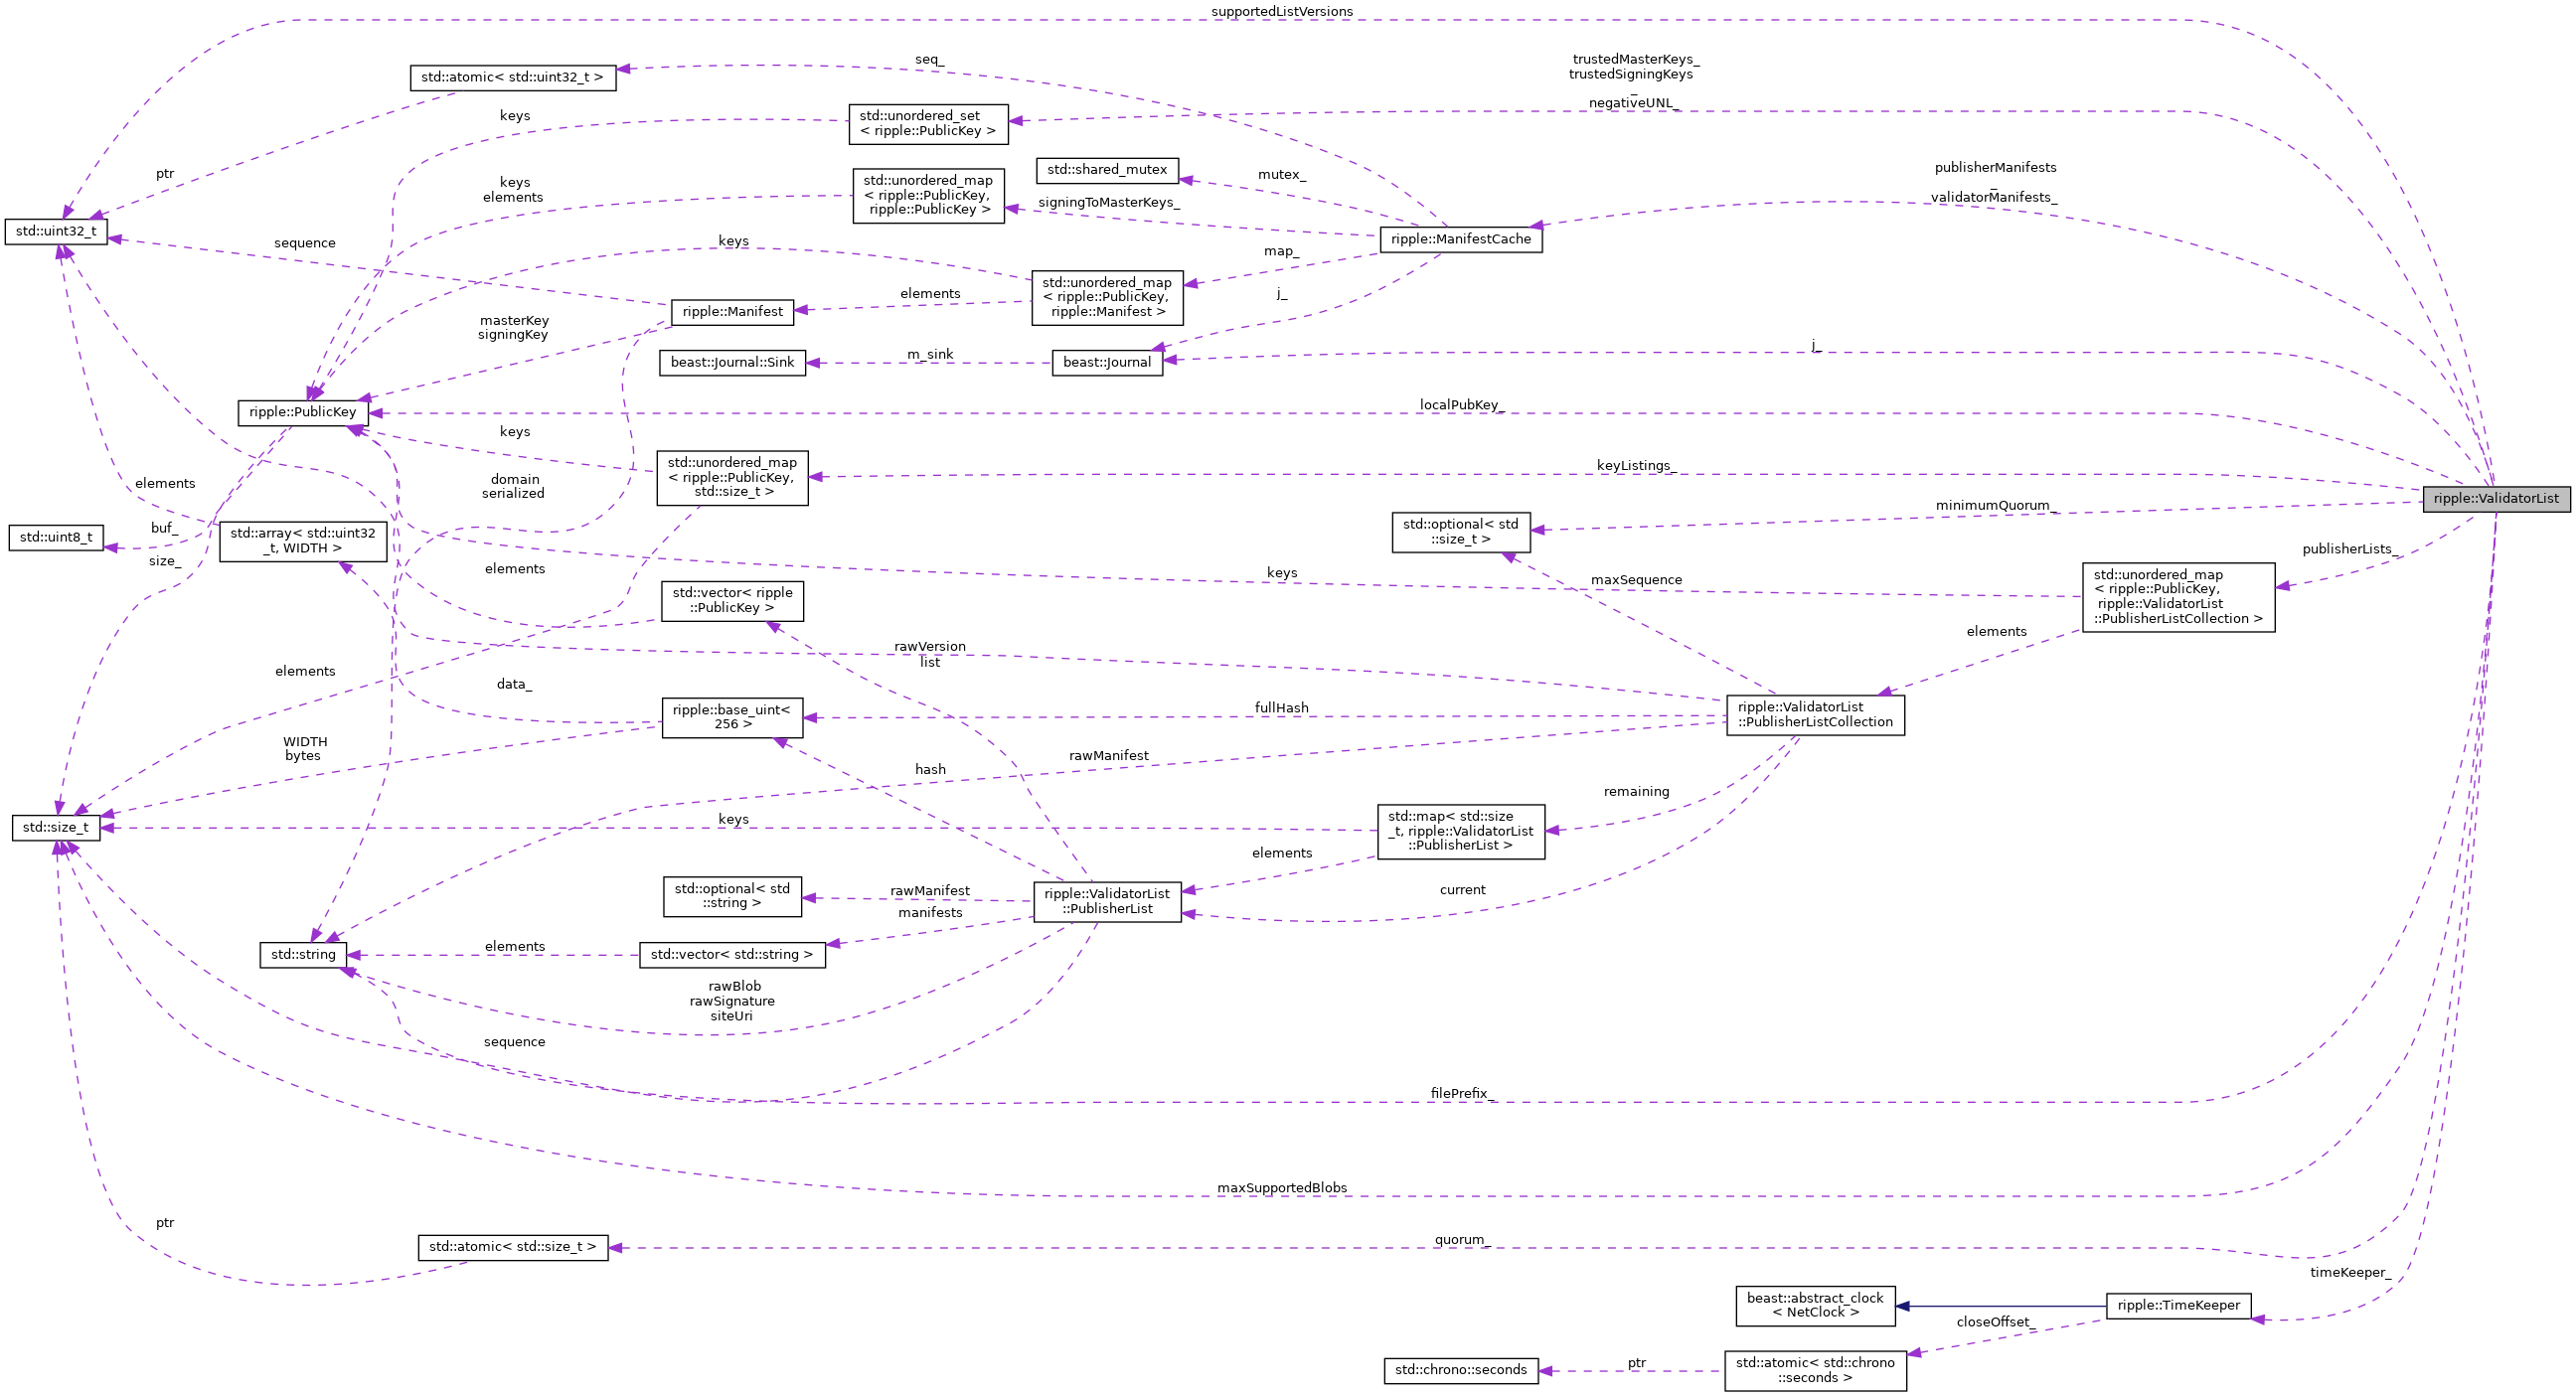 supportedListVersions
trustedMasterKeys_
trustedSigningKeys
_
negativeUNL_
seq_
std::atomic< std::uint32_t >
keys
std::unordered_set
< ripple::PublicKey >
ptr
std::shared_mutex
mutex_
publisherManifests
_
validatorManifests_
keys
elements
std::unordered_map
< ripple::PublicKey,
ripple::PublicKey >
signingToMasterKeys_
std::uint32_t
ripple::ManifestCache
sequence
keys
map_
std::unordered_map
< ripple::PublicKey,
ripple::Manifest >
elements
j_
ripple::Manifest
masterKey
signingKey
beast::Journal::Sink
m_sink
beast::Journal
j_
ripple::PublicKey
localPubKey_
keys
std::unordered_map
< ripple::PublicKey,
std::size_t >
keyListings_
domain
serialized
elements
ripple::ValidatorList
minimumQuorum_
std::optional< std
::size_t >
std::uint8_t
buf_
std::array< std::uint32
_t, WIDTH >
size_
publisherLists_
elements
keys
maxSequence
std::unordered_map
< ripple::PublicKey,
ripple::ValidatorList
::PublisherListCollection >
std::vector< ripple
::PublicKey >
elements
rawVersion
list
elements
data_
ripple::base_uint<
256 >
fullHash
ripple::ValidatorList
::PublisherListCollection
WIDTH
bytes
hash
rawManifest
remaining
std::size_t
keys
std::map< std::size
_t, ripple::ValidatorList
::PublisherList >
elements
std::optional< std
::string >
rawManifest
ripple::ValidatorList
::PublisherList
current
manifests
std::string
elements
std::vector< std::string >
rawBlob
rawSignature
siteUri
sequence
filePrefix_
maxSupportedBlobs
ptr
std::atomic< std::size_t >
quorum_
timeKeeper_
beast::abstract_clock
< NetClock >
ripple::TimeKeeper
closeOffset_
std::chrono::seconds
ptr
std::atomic< std::chrono
::seconds >